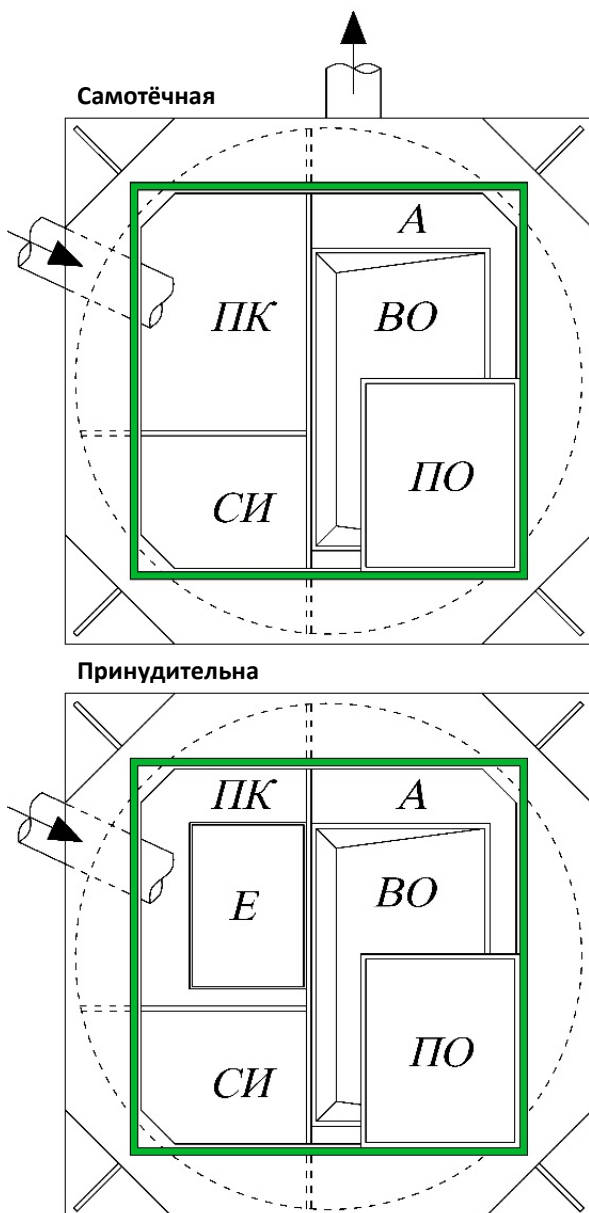 Самотёчная
А
ПК
ВО
ПО
СИ
Принудительна
ПК
А
Е
ВО
ПО
СИ